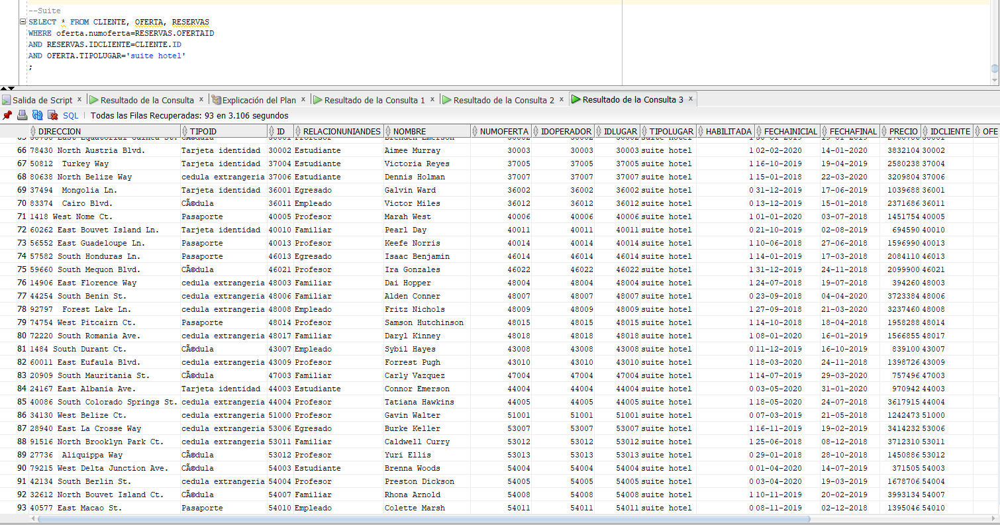 --Suite
SELECT * FROM CLIENTE, OFERTA, RESERVAS
WHERE oferta.numoferta=RESERVAS.OFERTAID
AND RESERVAS.IDCLIENTE=CLIENTE.ID
AND OFERTA.TIPOLUGAR='suite hotel'
;
Salida de Script x Resultado de la Consulta x Explicación del Plan x Resultado de la Consulta 1 x Resultado de la Consulta 2 x Resultado de la Consulta 3 x
SQL | Todas las Filas Recuperadas: 93 en 3.106 segundos
DIRECCION TIPOID ID RELACIONUNIANDES NOMBRE NUMOFERTA IDOPERADOR IDLUGAR TIPOLUGAR HABILITADA FECHAINICIAL FECHAFINAL PRECIO IDCLIENTE OFE
66 78430 North Austria Blvd. Tarjeta identidad 30002 Estudiante Aimee Murray 30003 30003 30003 suite hotel 1 02-02-2020 14-01-2020 3832104 30002
67 50812 Turkey Way Tarjeta identidad 37004 Estudiante Victoria Reyes 37005 37005 37005 suite hotel 1 16-10-2019 19-04-2019 2580238 37004
68 80638 North Belize Way cedula extrangeria 37006 Estudiante Dennis Holman 37007 37007 37007 suite hotel 1 15-01-2018 22-03-2020 3209804 37006
69 37494 Mongolia Ln. Tarjeta identidad 36001 Egresado Galvin Ward 36002 36002 36002 suite hotel 0 31-12-2019 17-06-2019 1039688 36001
70 83374 Cairo Blvd. CÃ©dula 36011 Empleado Victor Miles 36012 36012 36012 suite hotel 0 13-12-2019 15-01-2018 2371686 36011
71 1418 West Nome Ct. Pasaporte 40005 Profesor Marah West 40006 40006 40006 suite hotel 1 01-01-2020 03-07-2018 1451754 40005
72 60262 East Bouvet Island Ln. Tarjeta identidad 40010 Familiar Pearl Day 40011 40011 40011 suite hotel 0 21-10-2019 02-08-2019 694590 40010
73 56552 East Guadeloupe Ln. Pasaporte 40013 Profesor Keefe Norris 40014 40014 40014 suite hotel 1 10-06-2018 27-06-2018 1596990 40013
74 57582 South Honduras Ln. Pasaporte 46013 Egresado Isaac Benjamin 46014 46014 46014 suite hotel 1 14-01-2019 17-03-2018 2084110 46013
75 59660 South Mequon Blvd. CÃ©dula 46021 Profesor Ira Gonzales 46022 46022 46022 suite hotel 1 31-12-2019 24-11-2018 2099900 46021
76 14906 East Florence Way cedula extrangeria 48003 Familiar Dai Hopper 48004 48004 48004 suite hotel 1 24-07-2018 19-07-2018 394260 48003
77 44254 South Benin St. cedula extrangeria 48006 Familiar Alden Conner 48007 48007 48007 suite hotel 0 23-09-2018 04-04-2020 3723384 48006
78 92797 Forest Lake Ln. cedula extrangeria 48008 Empleado Fritz Nichols 48009 48009 48009 suite hotel 1 27-09-2018 21-03-2020 3237460 48008
79 74754 West Pitcairn Ct. Pasaporte 48014 Profesor Samson Hutchinson 48015 48015 48015 suite hotel 1 14-10-2018 18-04-2018 1958288 48014
80 72220 South Romania Ave. cedula extrangeria 48017 Familiar Daryl Kinney 48018 48018 48018 suite hotel 1 08-01-2020 16-01-2019 1566855 48017
81 1484 South Durant Ct. CÃ©dula 43007 Empleado Sybil Hayes 43008 43008 43008 suite hotel 0 11-12-2019 16-10-2019 839100 43007
82 60011 East Eufaula Blvd. cedula extrangeria 43009 Profesor Forrest Pugh 43010 43010 43010 suite hotel 1 18-03-2020 24-11-2018 1398726 43009
83 20909 South Mauritania St. CÃ©dula 47003 Familiar Carly Vazquez 47004 47004 47004 suite hotel 1 14-07-2019 29-03-2020 757496 47003
84 24167 East Albania Ave. Tarjeta identidad 44003 Estudiante Connor Emerson 44004 44004 44004 suite hotel 0 03-05-2020 31-01-2020 970942 44003
85 40086 South Colorado Springs St. cedula extrangeria 44004 Profesor Tatiana Hawkins 44005 44005 44005 suite hotel 1 18-05-2020 24-07-2018 3617915 44004
86 34130 West Belize Ct. cedula extrangeria 51000 Profesor Gavin Walter 51001 51001 51001 suite hotel 0 07-03-2019 21-05-2018 1242473 51000
87 28940 East La Crosse Way cedula extrangeria 53006 Egresado Burke Keller 53007 53007 53007 suite hotel 1 16-11-2019 19-02-2019 3414232 53006
88 91516 North Brooklyn Park Ct. cedula extrangeria 53011 Familiar Caldwell Curry 53012 53012 53012 suite hotel 1 25-06-2018 08-12-2018 3712310 53011
89 27736 Aliquippa Way CÃ©dula 53012 Profesor Yuri Ellis 53013 53013 53013 suite hotel 0 29-01-2018 28-10-2018 1450886 53012
90 79215 West Delta Junction Ave. CÃ©dula 54003 Estudiante Brenna Woods 54004 54004 54004 suite hotel 0 01-04-2020 14-07-2019 371505 54003
91 42134 South Berlin St. cedula extrangeria 54004 Profesor Preston Dickson 54005 54005 54005 suite hotel 0 03-04-2020 19-03-2019 1678706 54004
92 32612 North Bouvet Island Ct. CÃ©dula 54007 Familiar Rhona Arnold 54008 54008 54008 suite hotel 1 10-11-2019 20-02-2019 3993134 54007
93 40577 East Macao St. Pasaporte 54010 Empleado Colette Marsh 54011 54011 54011 suite hotel 0 08-11-2019 02-12-2018 1395046 54010